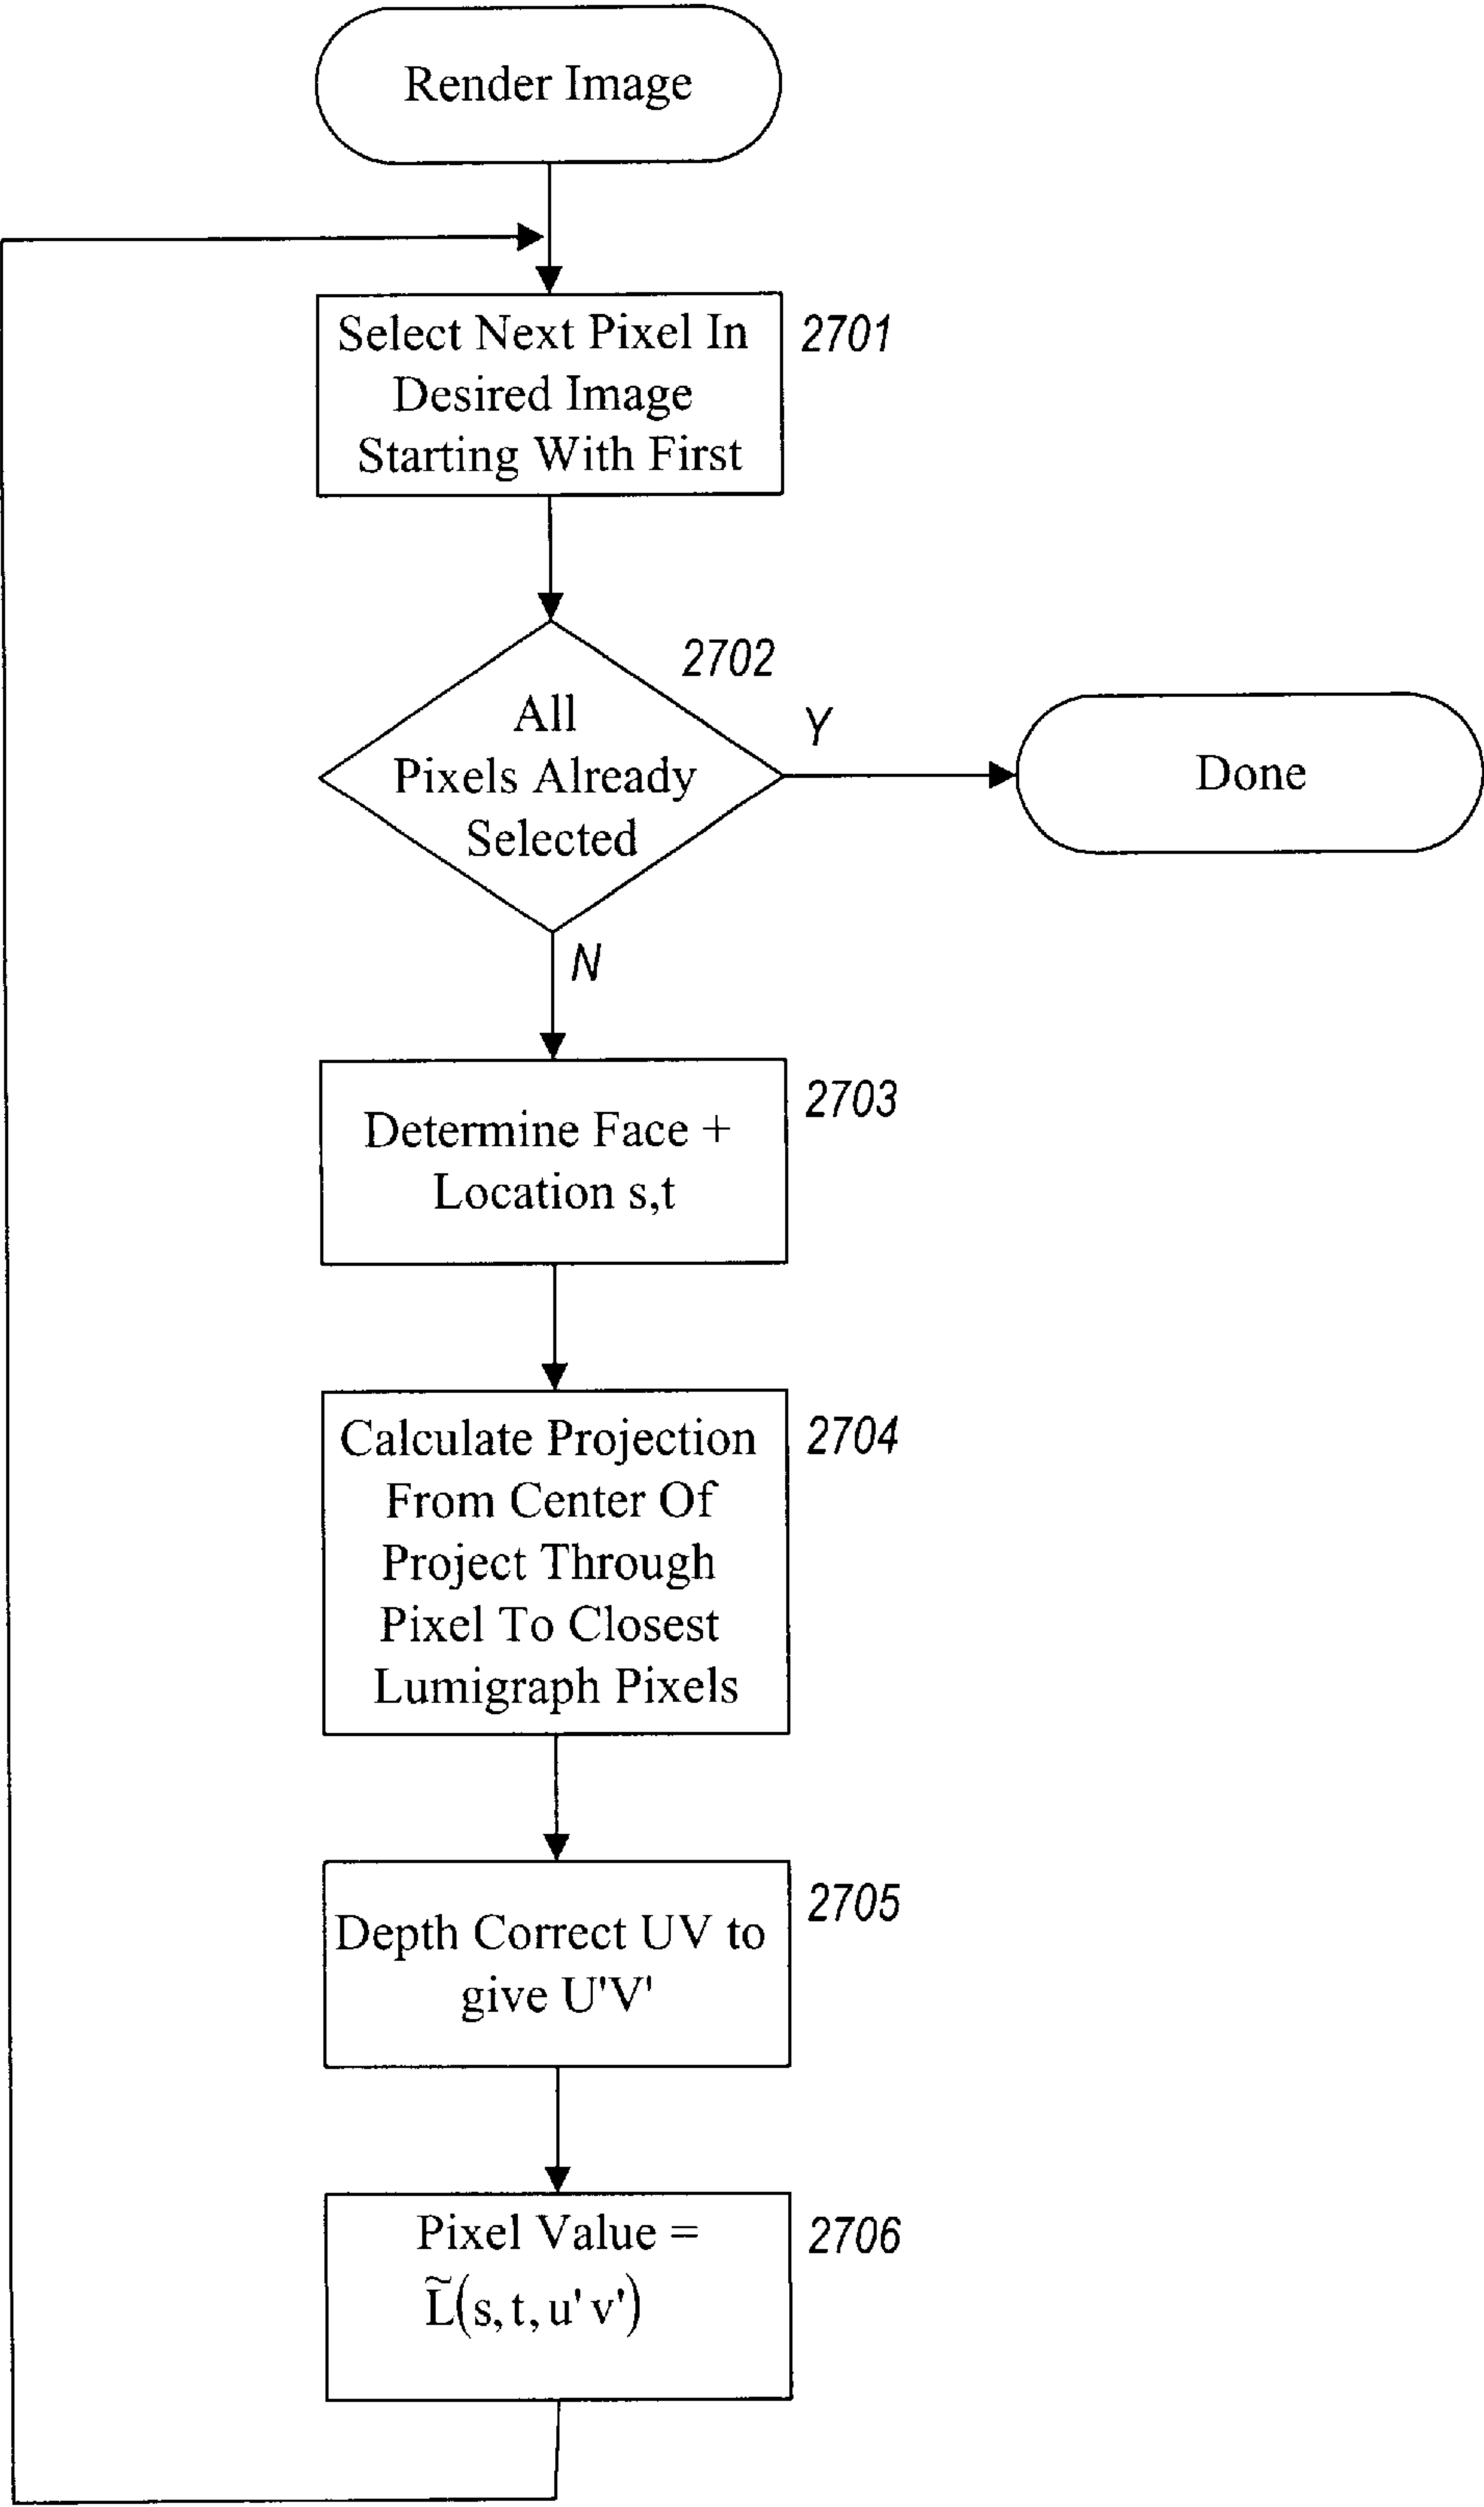 Render Image
Select Next Pixel In
Desired Image
Starting With First
2701
All
Pixels Already
Selected
2702
Y
Done
N
Determine Face +
Location s,t
2703
Calculate Projection
From Center Of
Project Through
Pixel To Closest
Lumigraph Pixels
2704
Depth Correct UV to
give U'V'
2705
Pixel Value =
L̃(s,t,u'v')
2706